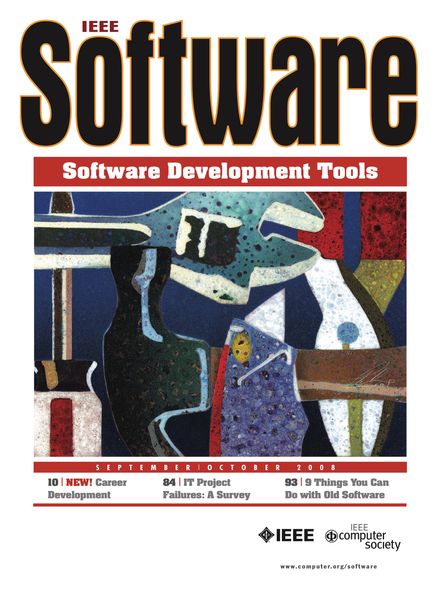 IEEE
Software
Software Development Tools
SEPTEMBER|OCTOBER 2008
10 | NEW! Career
Development
84 | IT Project
Failures: A Survey
93 | 9 Things You Can
Do with Old Software
IEEE
IEEE
computer
society
www.computer.org/software